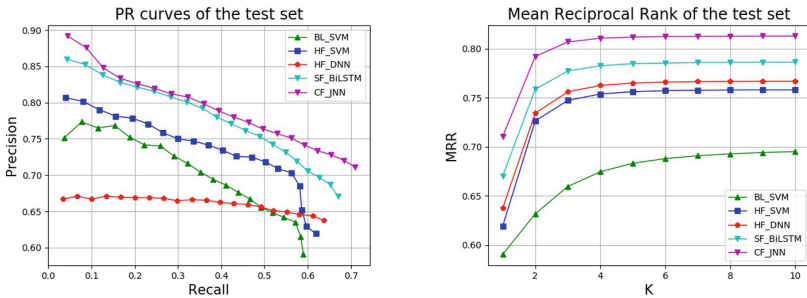 PR curves of the test set
0.90
0.85
0.80
0.75
0.70
0.65
0.60
Precision
0.0 0.1 0.2 0.3 0.4 0.5 0.6 0.7
Recall
BL_SVM
HF_SVM
HF_DNN
SF_BiLSTM
CF_JNN
Mean Reciprocal Rank of the test set
0.80
0.75
0.70
0.65
0.60
MRR
2 4 6 8 10
K
BL_SVM
HF_SVM
HF_DNN
SF_BiLSTM
CF_JNN